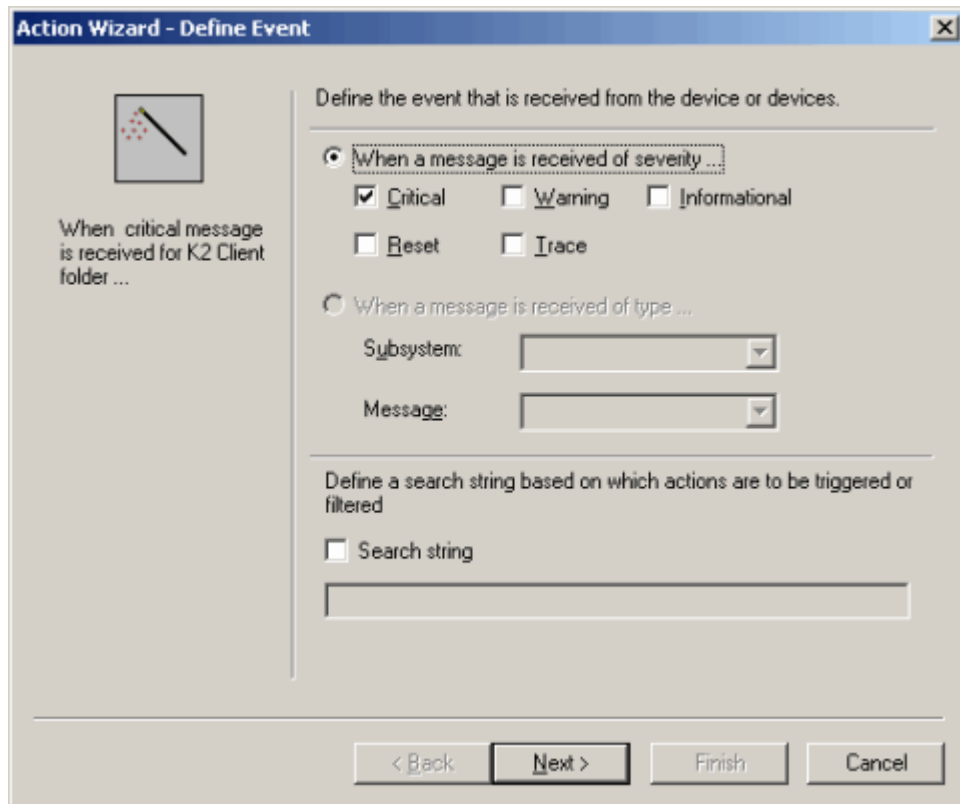 Action Wizard - Define Event
Define the event that is received from the device or devices.
When a message is received of severity ...
Critical Warning Informational
Reset Trace
When critical message
is received for K2 Client
folder ...
When a message is received of type ...
Subsystem:
Message:
Define a search string based on which actions are to be triggered or
filtered
Search string
< Back Next > Finish Cancel